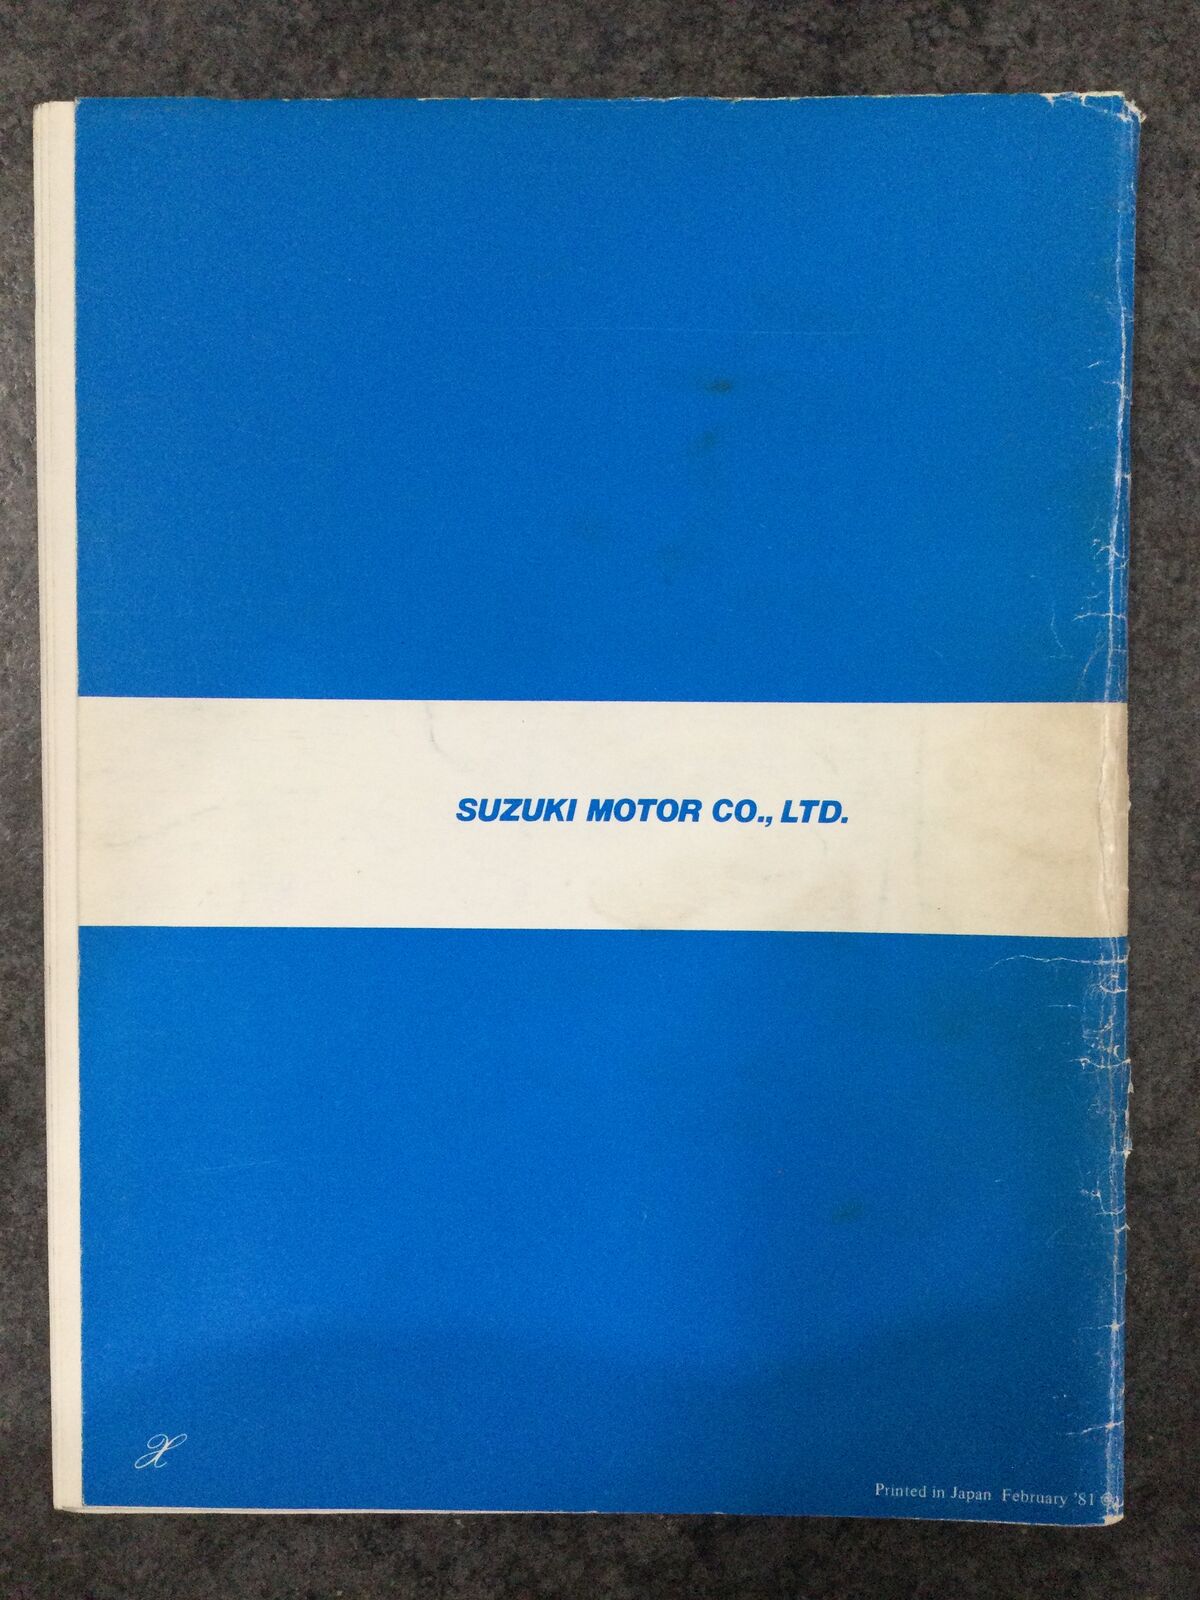 SUZUKI MOTOR CO., LTD.
X
Printed in Japan February '81